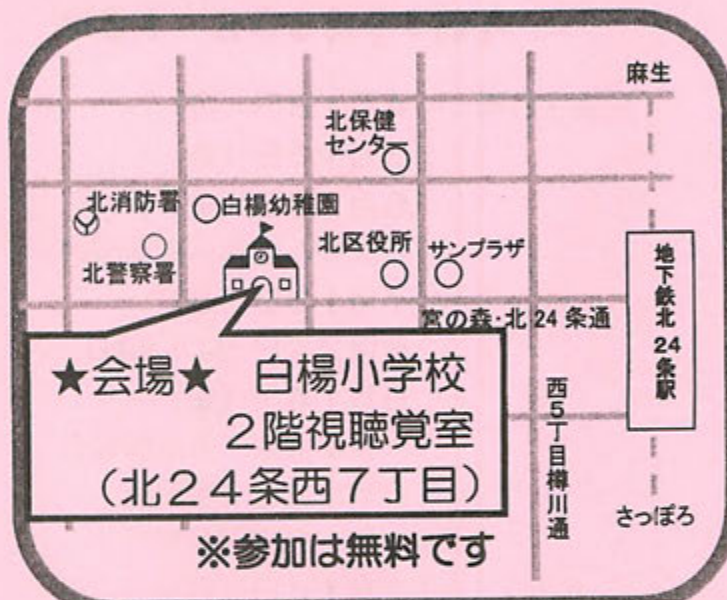 麻生
北保健
センター
北消防署
白楊幼稚園
北警察署
北区役所
サンプラザ
宮の森・北24条通
地下鉄北24条駅
★会場★ 白楊小学校
2階視聴覚室
(北24条西7丁目)
西5丁目樽川通
さっぽろ
※参加は無料です